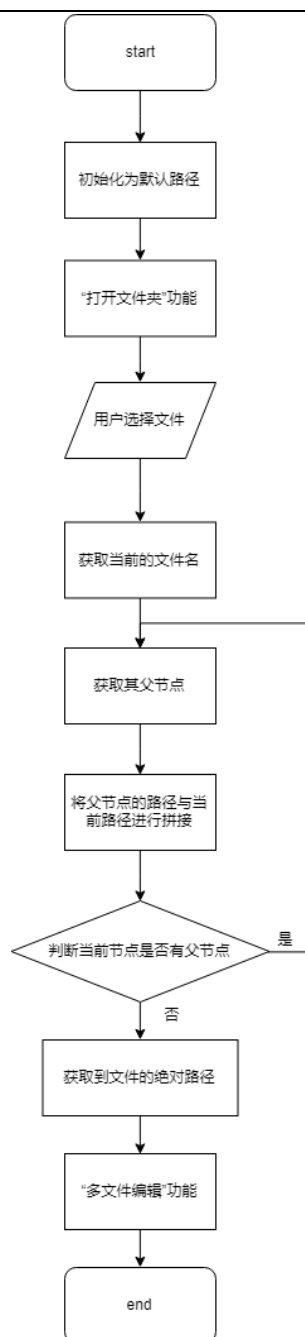 start
初始化为默认路径
“打开文件夹”功能
用户选择文件
获取当前的文件名
获取其父节点
将父节点的路径与当
前路径进行拼接
判断当前节点是否有父节点
是
否
获取到文件的绝对路径
“多文件编辑”功能
end